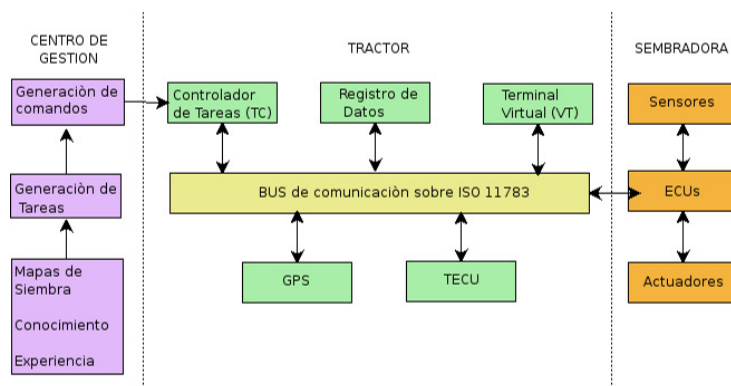 CENTRO DE
GESTION
Generaciòn de
comandos
Generaciòn de
Tareas
Mapas de
Siembra
Conocimiento
Experiencia
TRACTOR
Controlador
de Tareas (TC)
Registro de
Datos
Terminal
Virtual (VT)
BUS de comunicaciòn sobre ISO 11783
GPS
TECU
SEMBRADORA
Sensores
ECUs
Actuadores